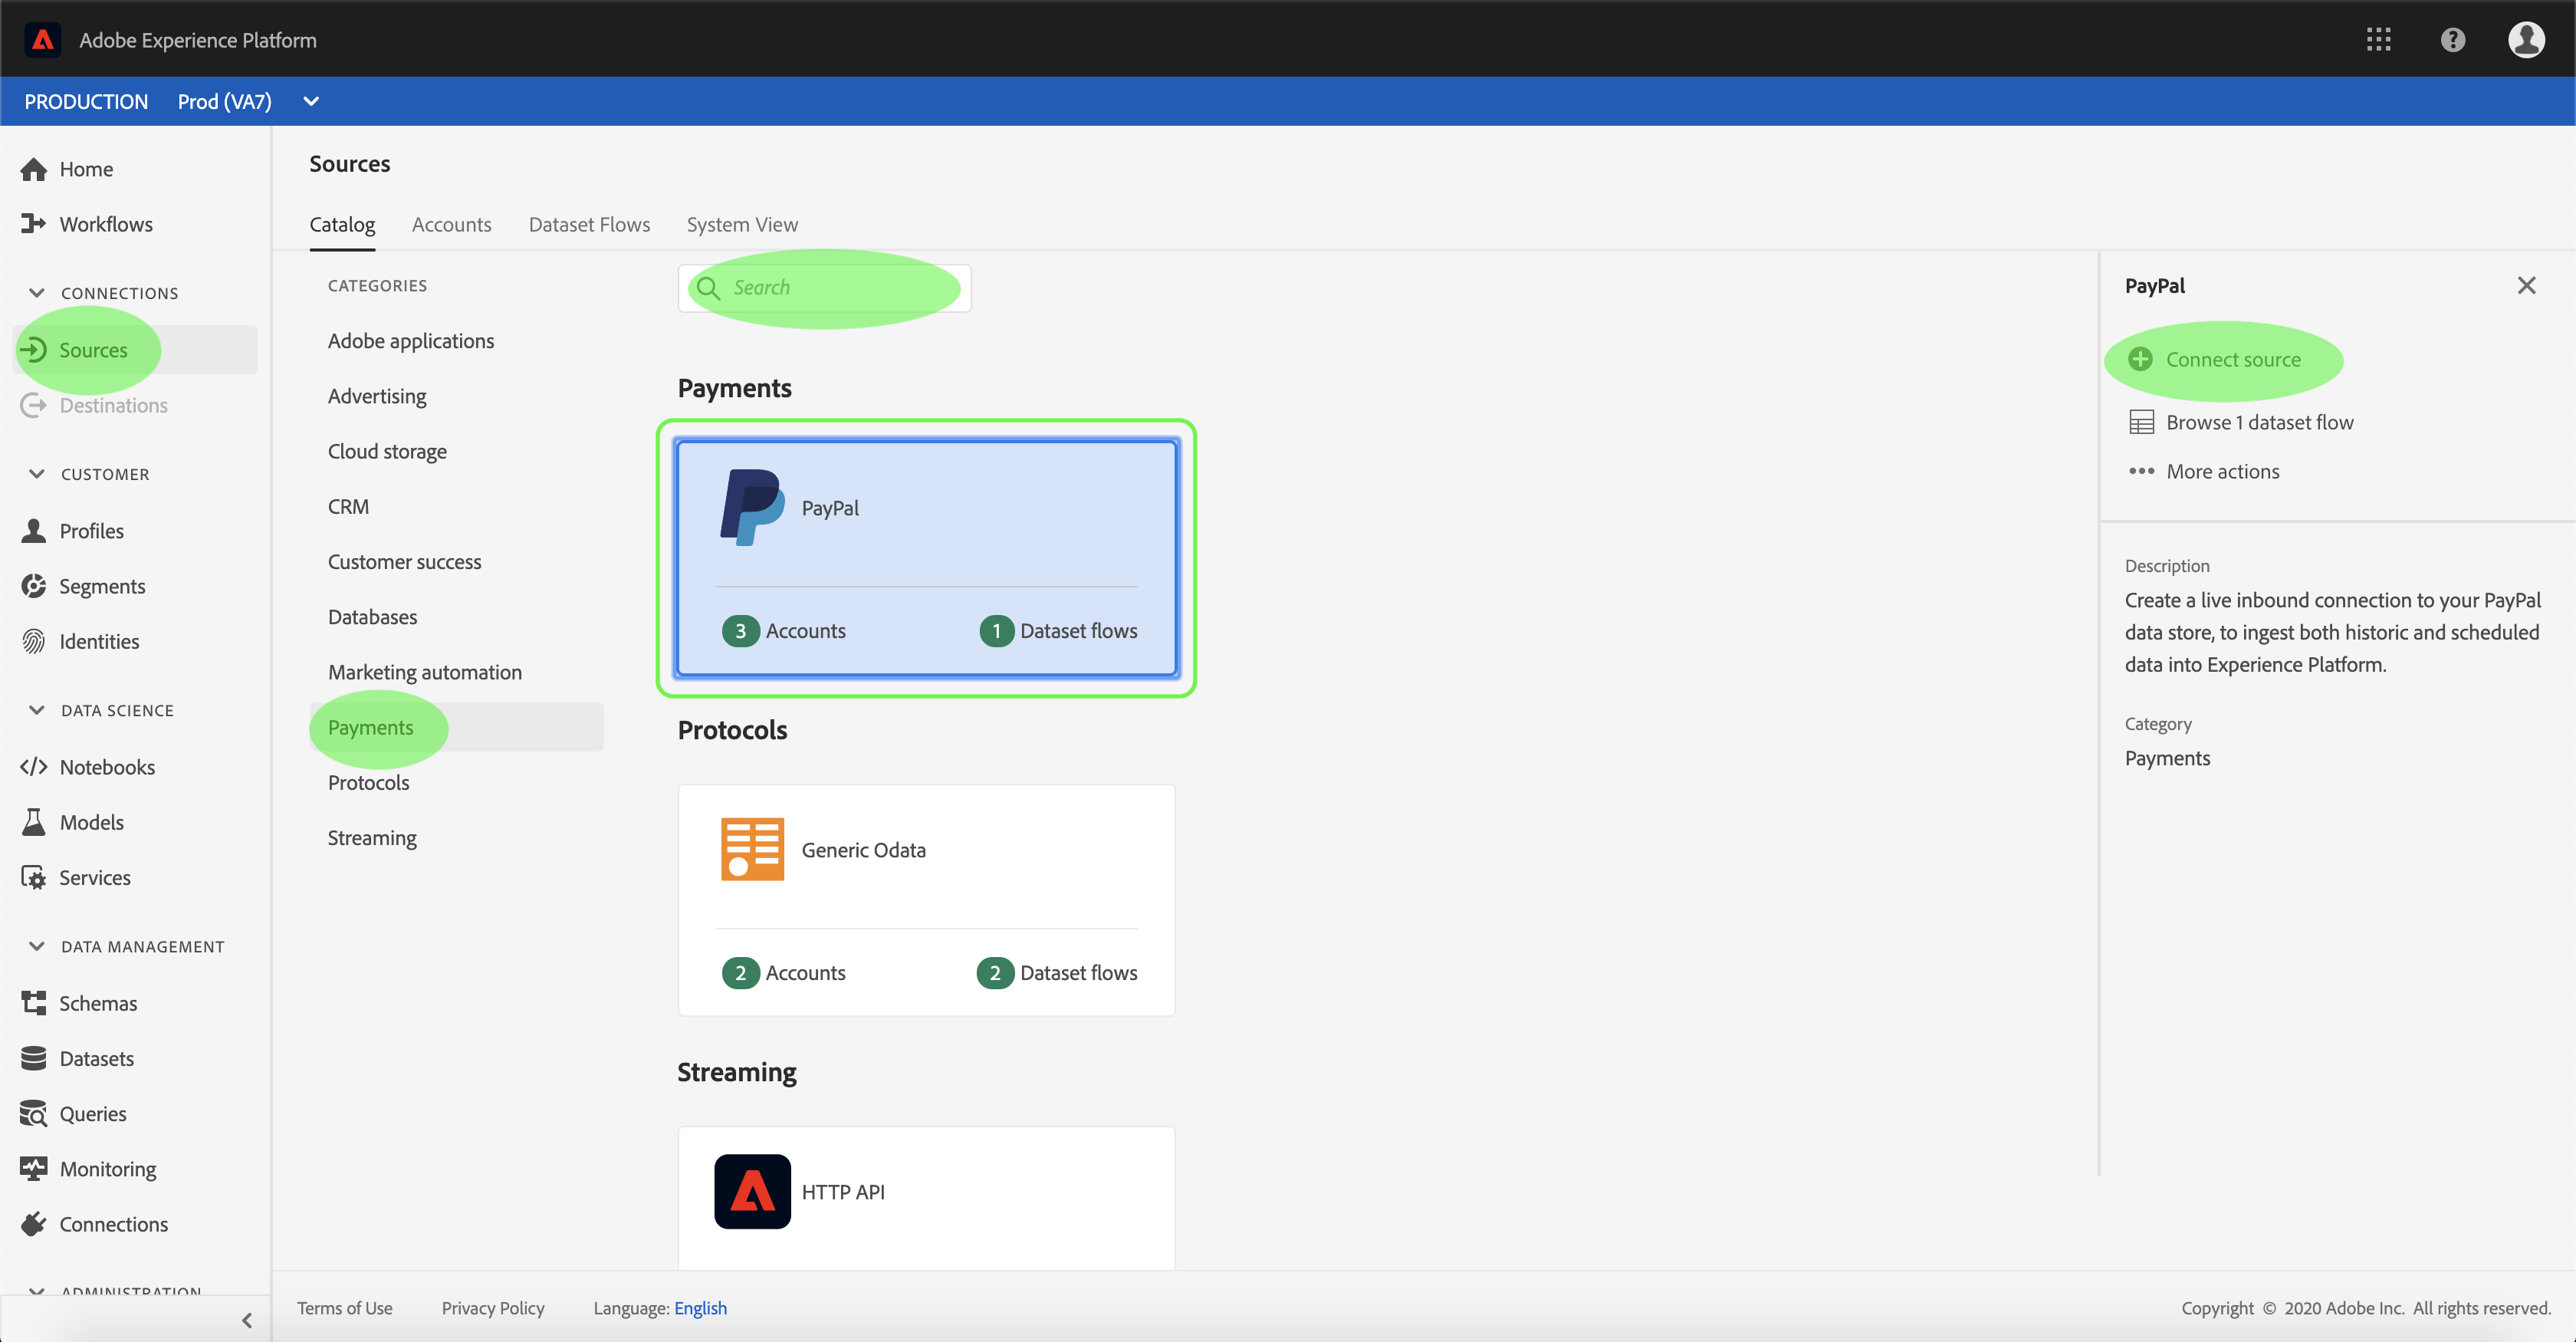 Adobe Experience Platform
?
PRODUCTION Prod (VA7)
Home
Workflows
CONNECTIONS
Sources
Destinations
CUSTOMER
Profiles
Segments
Identities
DATA SCIENCE
Notebooks
Models
Services
DATA MANAGEMENT
Schemas
Datasets
Queries
Monitoring
Connections
ADMINISTRATION
Sources
Catalog Accounts Dataset Flows System View
CATEGORIES
Adobe applications
Advertising
Cloud storage
CRM
Customer success
Databases
Marketing automation
Payments
Protocols
Streaming
Search
Payments
PayPal
3 Accounts 1 Dataset flows
Protocols
Generic Odata
2 Accounts 2 Dataset flows
Streaming
HTTP API
PayPal
Connect source
Browse 1 dataset flow
More actions
Description
Create a live inbound connection to your PayPal
data store, to ingest both historic and scheduled
data into Experience Platform.
Category
Payments
Terms of Use Privacy Policy Language: English
Copyright © 2020 Adobe Inc. All rights reserved.